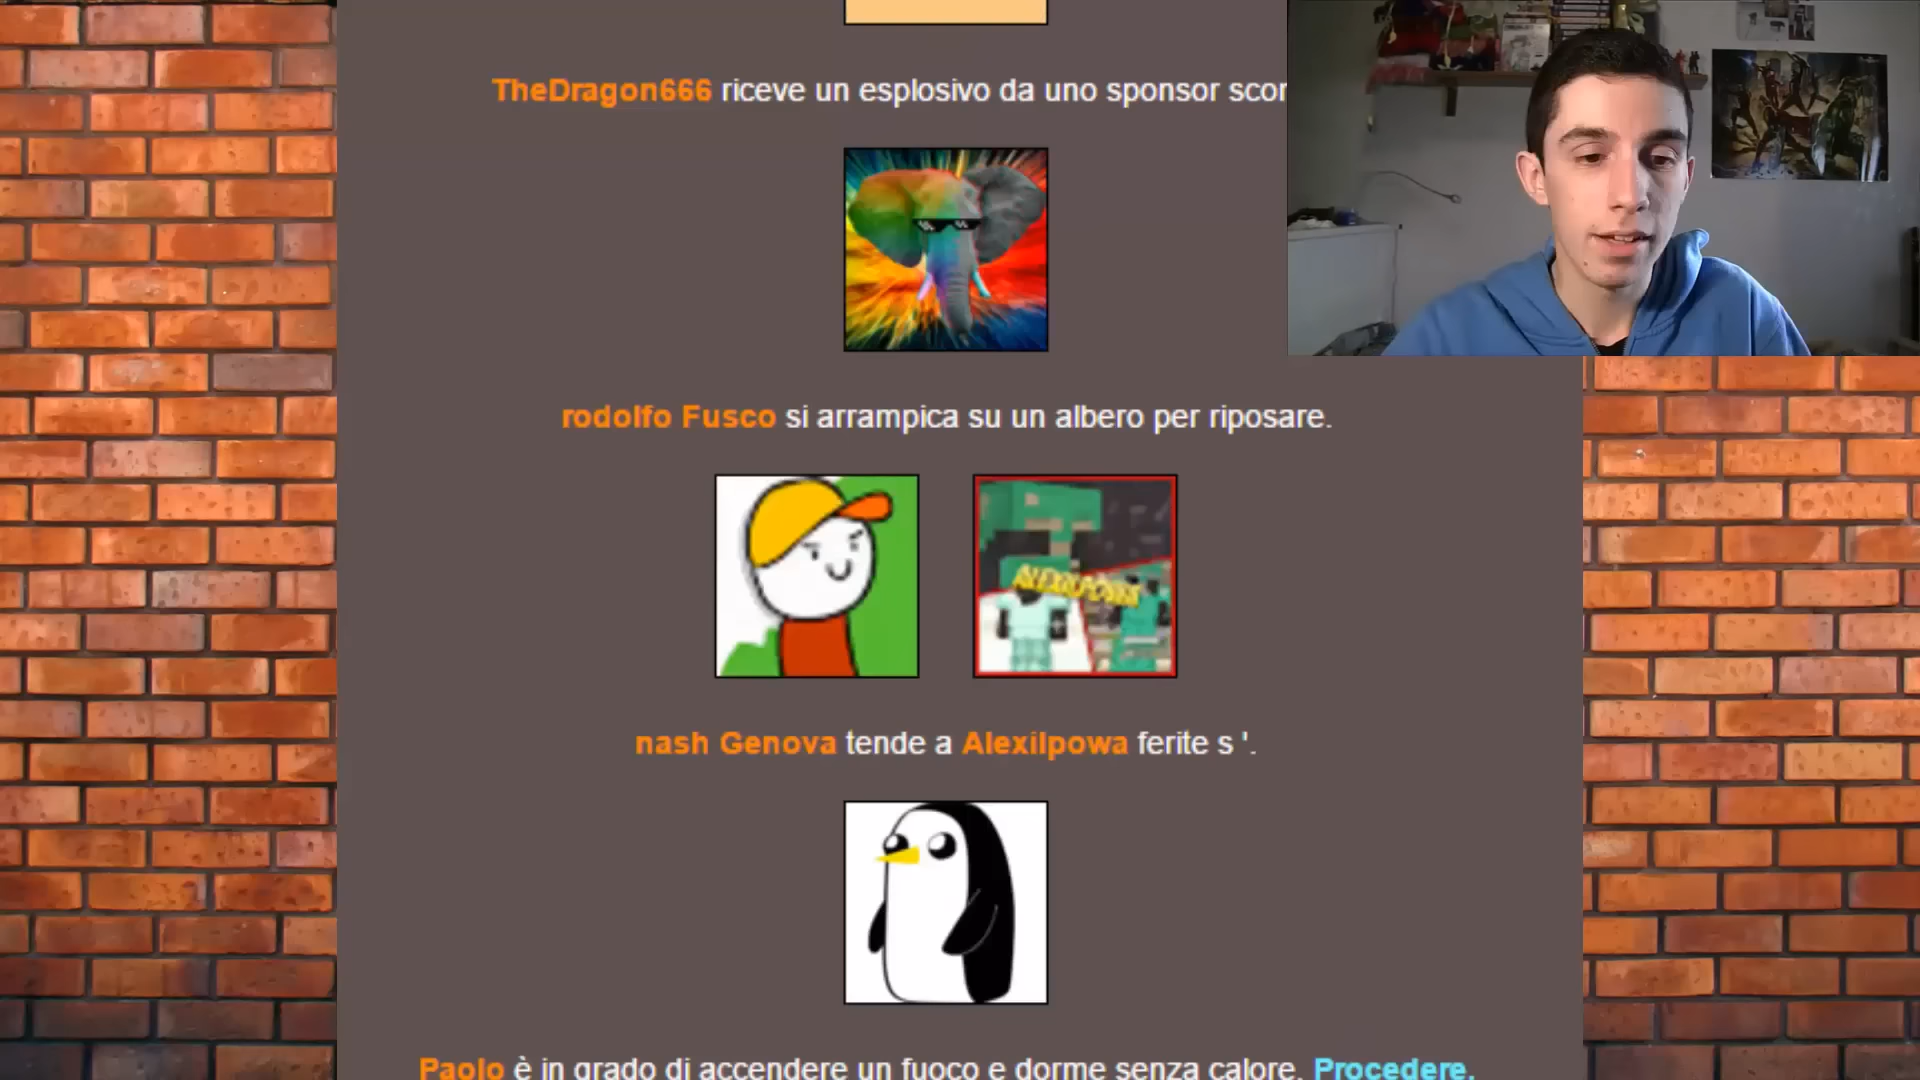 TheDragon666 riceve un esplosivo da uno sponsor
rodolfo Fusco si arrampica su un albero per riposare.
ALEXILPOWA
nash Genova tende a Alexilpowa ferite s '.
Paolo è in grado di accendere un fuoco e dorme senza calore. Procedere.